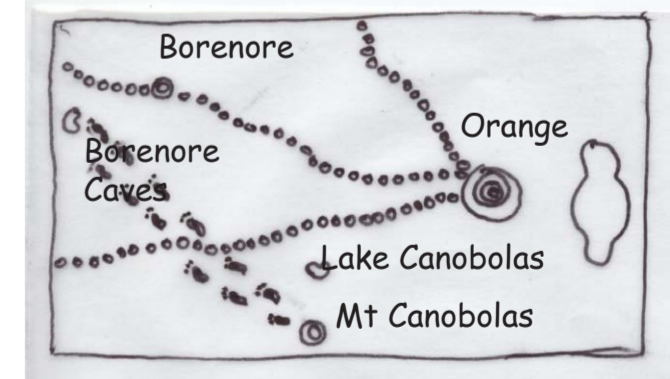 Borenore
Orange
Borenore
Caves
Lake Canobolas
Mt Canobolas